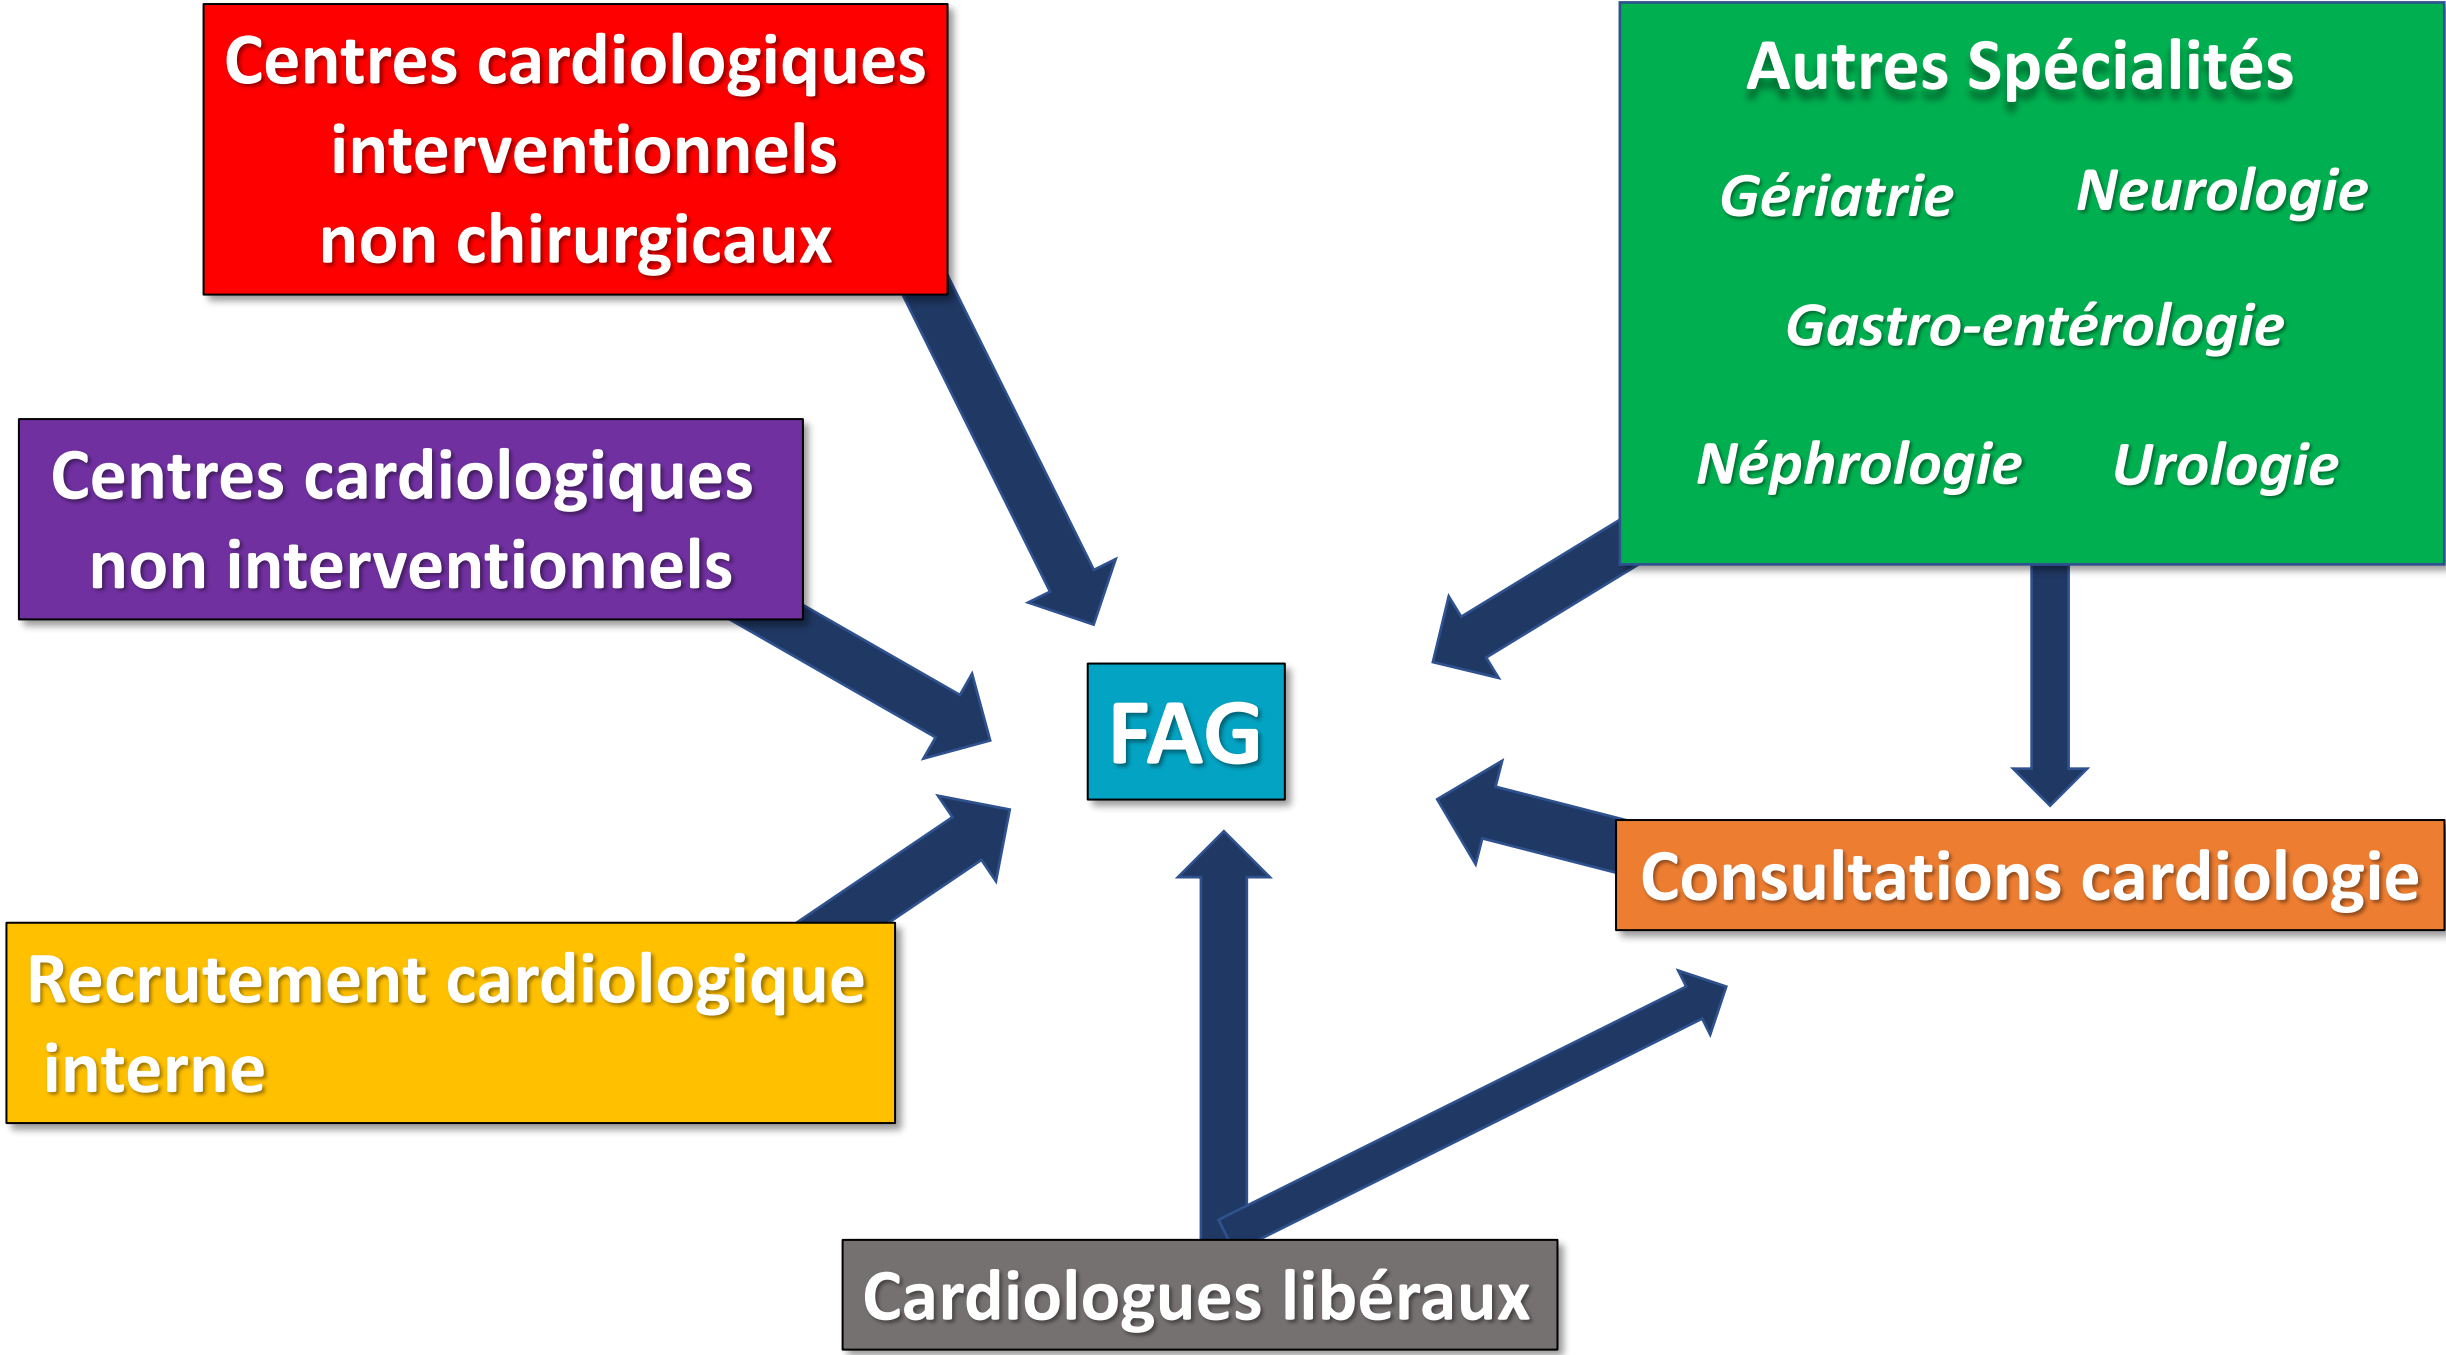 Centres cardiologiques
interventionnels
non chirurgicaux
Autres Spécialités
Gériatrie
Neurologie
Gastro-entérologie
Néphrologie
Urologie
Centres cardiologiques
non interventionnels
FAG
Consultations cardiologie
Recrutement cardiologique
interne
Cardiologues libéraux